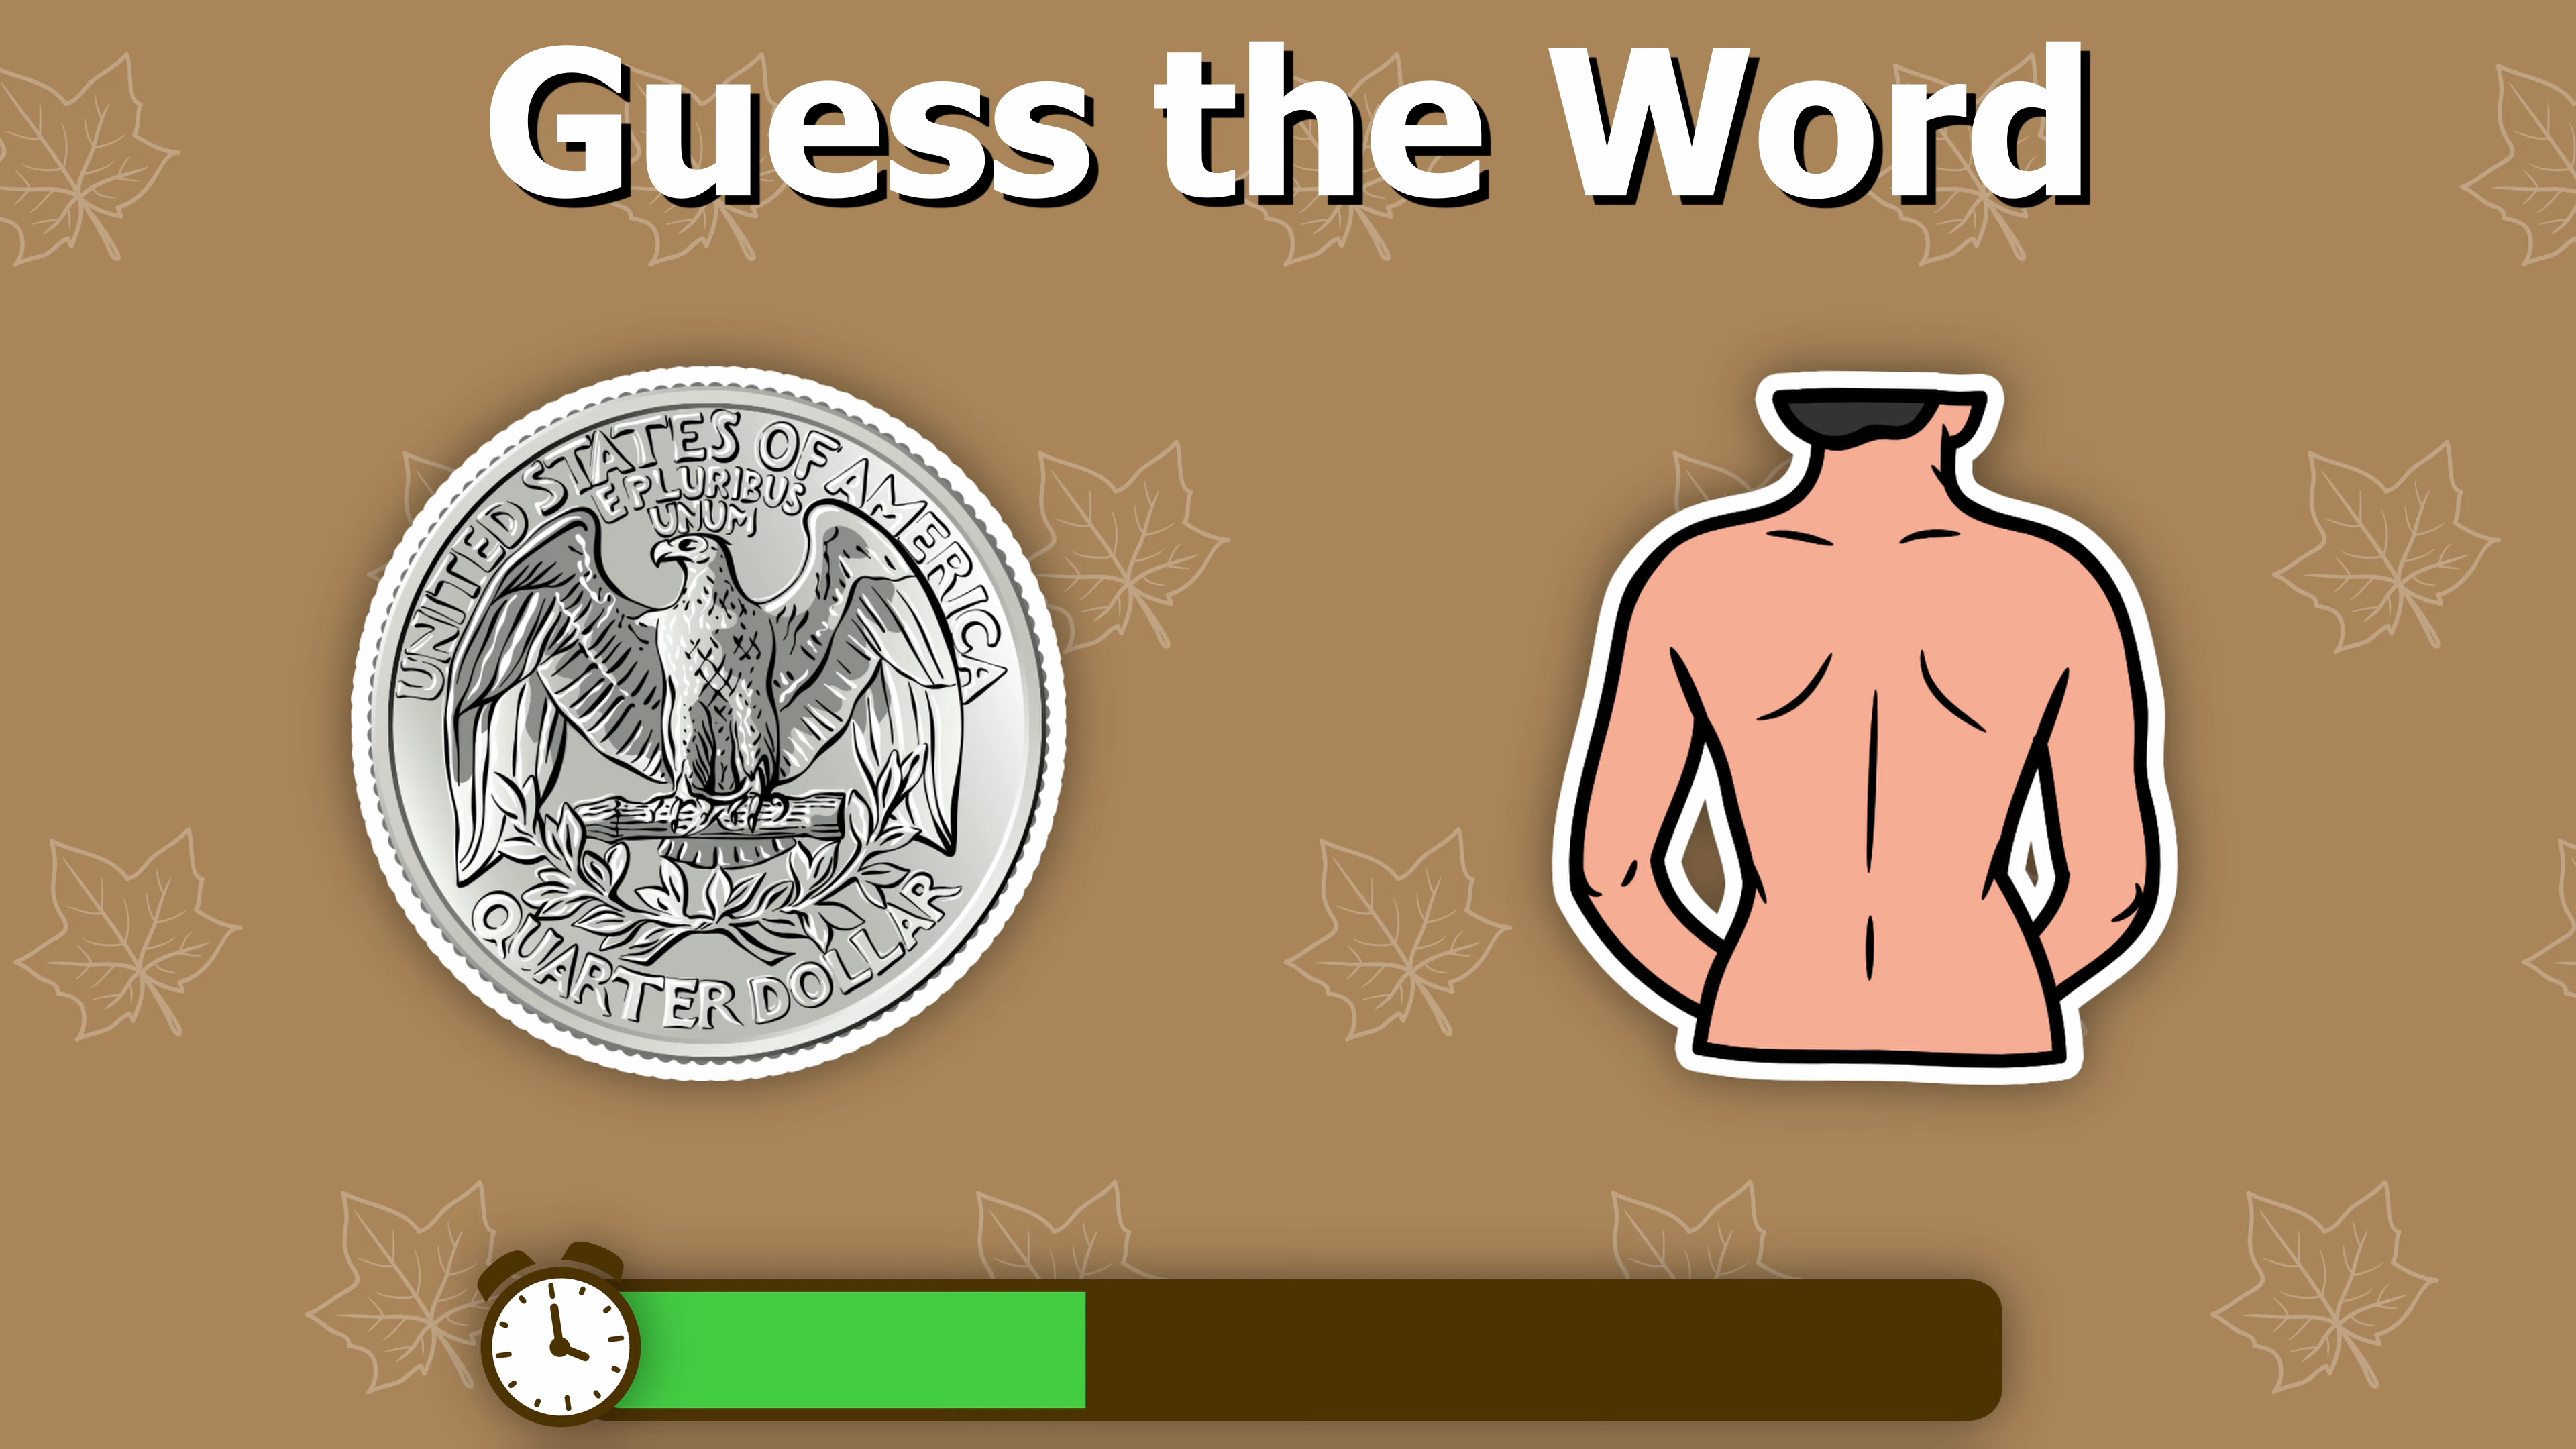 Guess the Word
UNITED STATES OF AMERICA
E PLURIBUS
UNUM
QUARTER DOLLAR